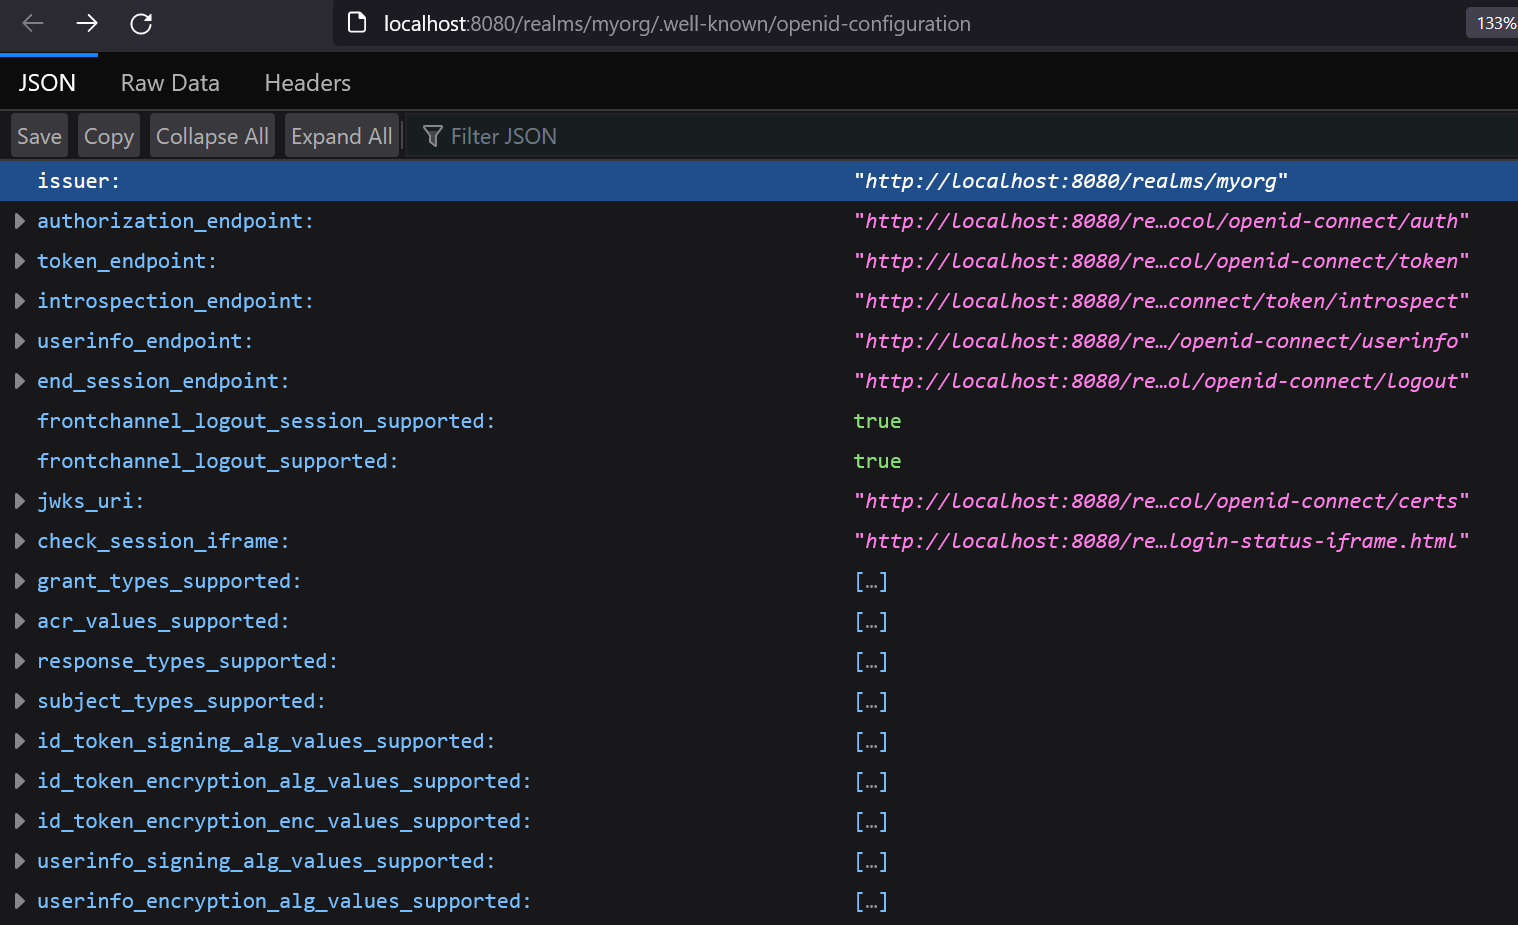 localhost:8080/realms/myorg/.well-known/openid-configuration 133%
JSON Raw Data Headers
Save Copy Collapse All Expand All Filter JSON
issuer: "http://localhost:8080/realms/myorg"
authorization_endpoint: "http://localhost:8080/re…ocol/openid-connect/auth"
token_endpoint: "http://localhost:8080/re…col/openid-connect/token"
introspection_endpoint: "http://localhost:8080/re…connect/token/introspect"
userinfo_endpoint: "http://localhost:8080/re…/openid-connect/userinfo"
end_session_endpoint: "http://localhost:8080/re…ol/openid-connect/logout"
frontchannel_logout_session_supported: true
frontchannel_logout_supported: true
jwks_uri: "http://localhost:8080/re…col/openid-connect/certs"
check_session_iframe: "http://localhost:8080/re…login-status-iframe.html"
grant_types_supported: […]
acr_values_supported: […]
response_types_supported: […]
subject_types_supported: […]
id_token_signing_alg_values_supported: […]
id_token_encryption_alg_values_supported: […]
id_token_encryption_enc_values_supported: […]
userinfo_signing_alg_values_supported: […]
userinfo_encryption_alg_values_supported: […]